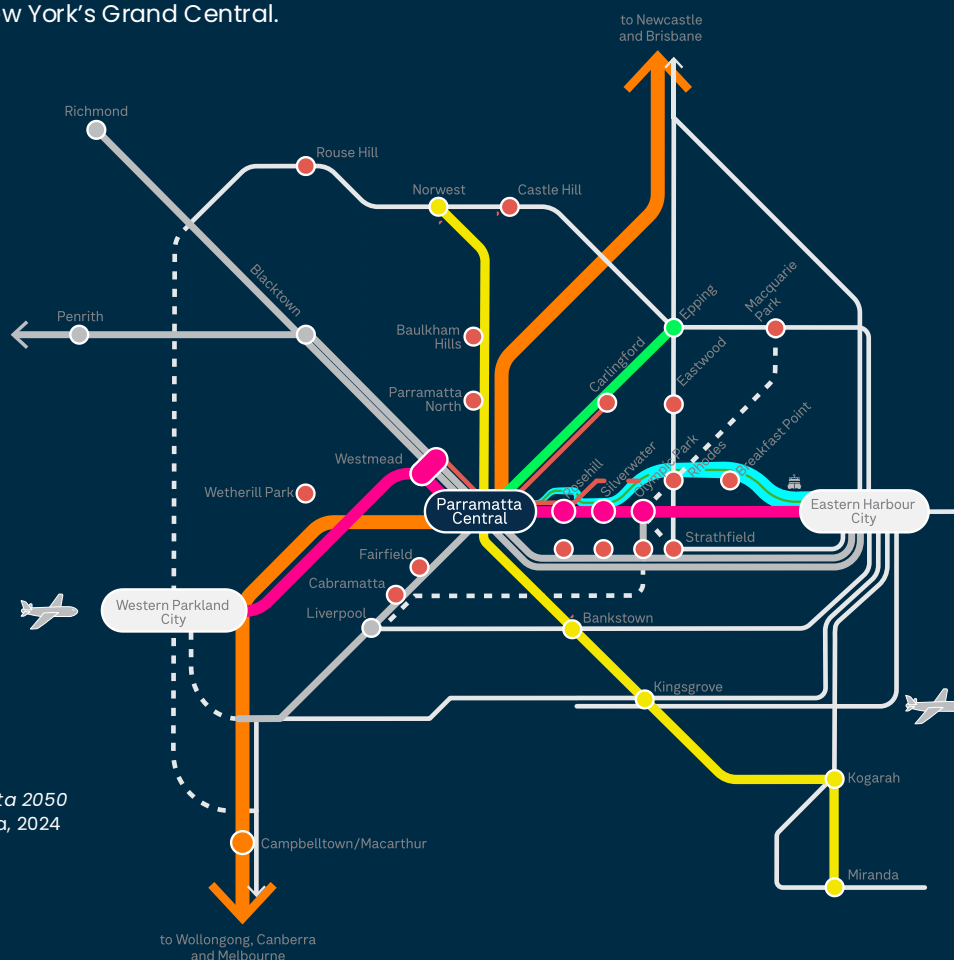 w York's Grand Central.
to Newcastle
and Brisbane
Richmond
Rouse Hill
Norwest
Castle Hill
Blacktown
Penrith
Epping
Macquarie
Park
Baulkham
Hills
Carlingford
Eastwood
Parramatta
North
Westmead
Rosehill
Silverwater
Olympic Park
Rhodes
Breakfast Point
Wetherill Park
Parramatta
Central
Eastern Harbour
City
Strathfield
Fairfield
Cabramatta
Western Parkland
City
Liverpool
Bankstown
Kingsgrove
Kogarah
ta 2050
a, 2024
Campbelltown/Macarthur
Miranda
to Wollongong, Canberra
and Melbourne